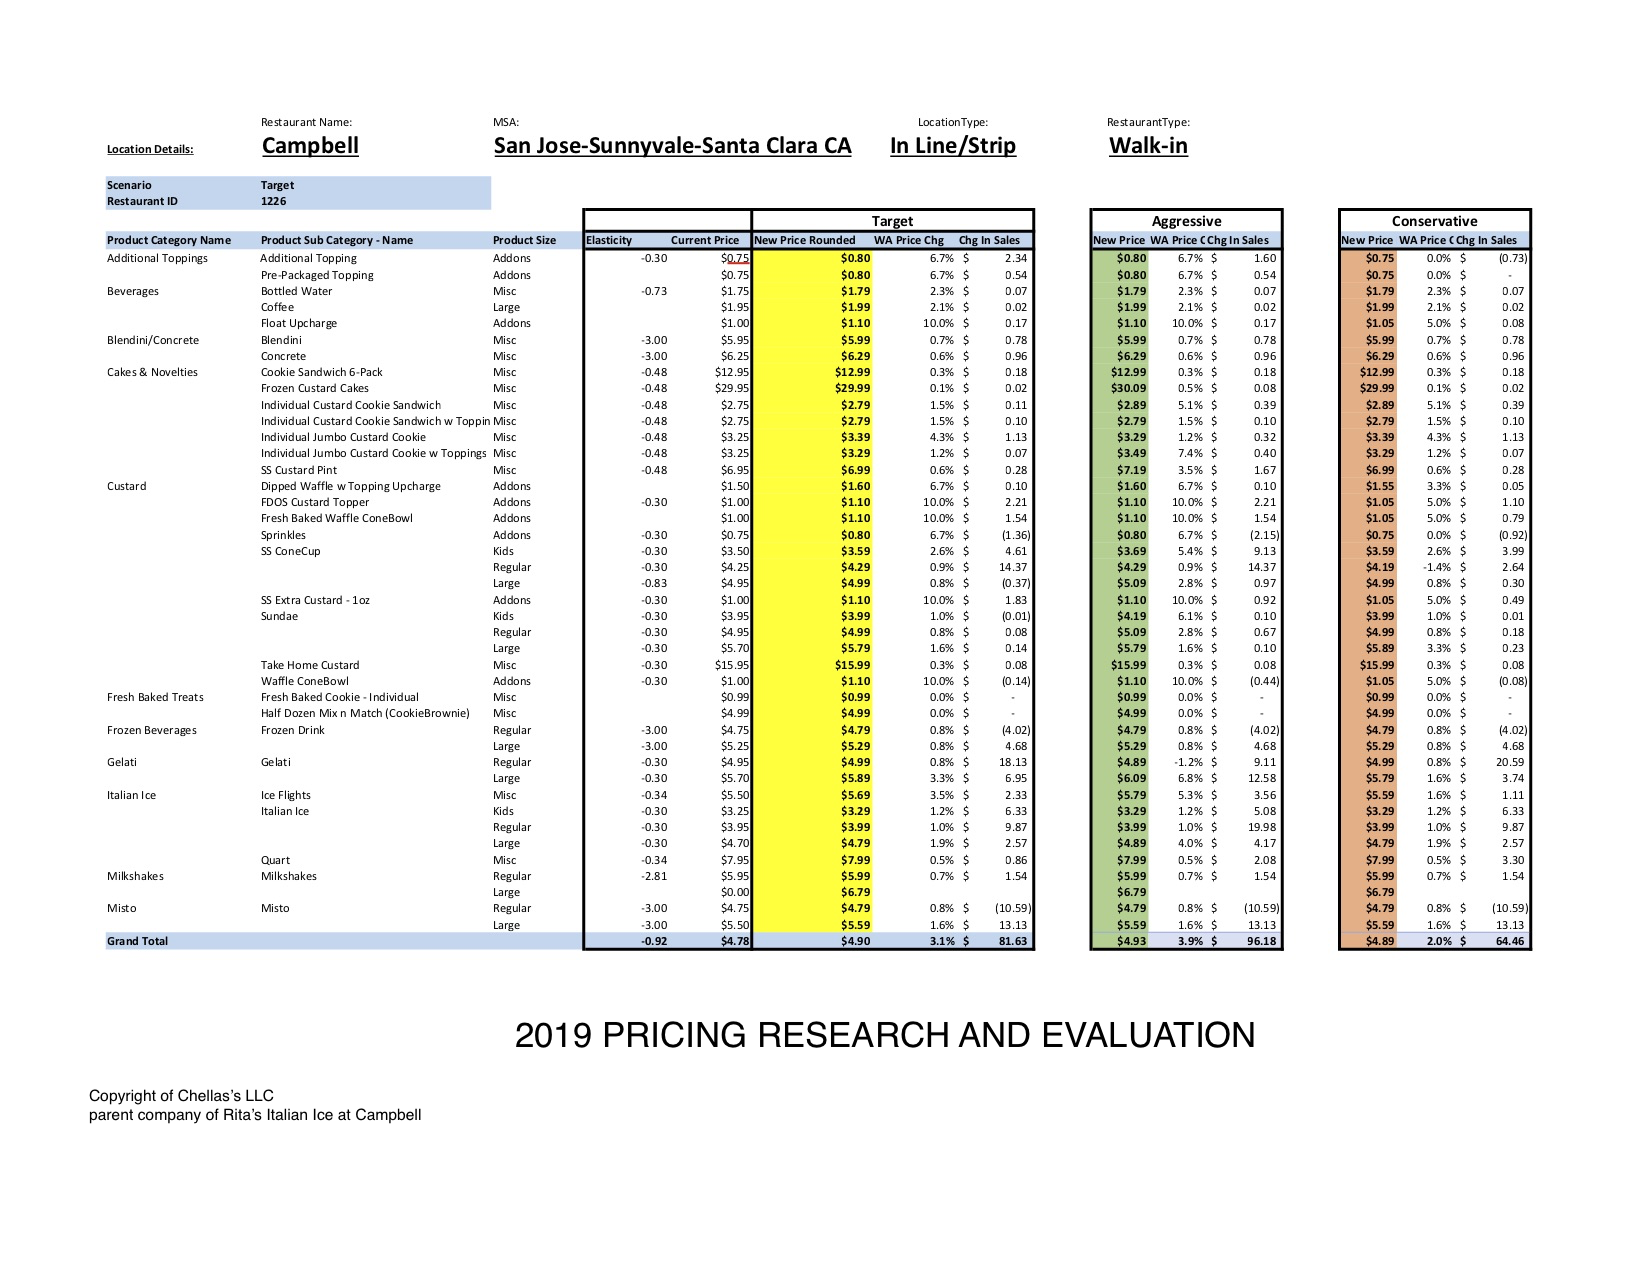 Restaurant Name: MSA: LocationType: RestaurantType:
Location Details: Campbell San Jose-Sunnyvale-Santa Clara CA In Line/Strip Walk-in
Scenario Target
Restaurant ID 1226
Target Aggressive Conservative
Product Category Name Product Sub Category - Name Product Size Elasticity Current Price New Price Rounded WA Price Chg Chg In Sales New Price WA Price C Chg In Sales New Price WA Price C Chg In Sales
Additional Toppings Additional Topping Addons -0.30 $0.75 $0.80 6.7% $ 2.34 $0.80 6.7% $ 1.60 $0.75 0.0% $ (0.73)
Pre-Packaged Topping Addons $0.75 $0.80 6.7% $ 0.54 $0.80 6.7% $ 0.54 $0.75 0.0% $ -
Beverages Bottled Water Misc -0.73 $1.75 $1.79 2.3% $ 0.07 $1.79 2.3% $ 0.07 $1.79 2.3% $ 0.07
Coffee Large $1.95 $1.99 2.1% $ 0.02 $1.99 2.1% $ 0.02 $1.99 2.1% $ 0.02
Float Upcharge Addons $1.00 $1.10 10.0% $ 0.17 $1.10 10.0% $ 0.17 $1.05 5.0% $ 0.08
Blendini/Concrete Blendini Misc -3.00 $5.95 $5.99 0.7% $ 0.78 $5.99 0.7% $ 0.78 $5.99 0.7% $ 0.78
Concrete Misc -3.00 $6.25 $6.29 0.6% $ 0.96 $6.29 0.6% $ 0.96 $6.29 0.6% $ 0.96
Cakes & Novelties Cookie Sandwich 6-Pack Misc -0.48 $12.95 $12.99 0.3% $ 0.18 $12.99 0.3% $ 0.18 $12.99 0.3% $ 0.18
Frozen Custard Cakes Misc -0.48 $29.95 $29.99 0.1% $ 0.02 $30.09 0.5% $ 0.08 $29.99 0.1% $ 0.02
Individual Custard Cookie Sandwich Misc -0.48 $2.75 $2.79 1.5% $ 0.11 $2.89 5.1% $ 0.39 $2.89 5.1% $ 0.39
Individual Custard Cookie Sandwich w Toppin Misc -0.48 $2.75 $2.79 1.5% $ 0.10 $2.79 1.5% $ 0.10 $2.79 1.5% $ 0.10
Individual Jumbo Custard Cookie Misc -0.48 $3.25 $3.39 4.3% $ 1.13 $3.29 1.2% $ 0.32 $3.39 4.3% $ 1.13
Individual Jumbo Custard Cookie w Toppings Misc -0.48 $3.25 $3.29 1.2% $ 0.07 $3.49 7.4% $ 0.40 $3.29 1.2% $ 0.07
SS Custard Pint Misc -0.48 $6.95 $6.99 0.6% $ 0.28 $7.19 3.5% $ 1.67 $6.99 0.6% $ 0.28
Custard Dipped Waffle w Topping Upcharge Addons $1.50 $1.60 6.7% $ 0.10 $1.60 6.7% $ 0.10 $1.55 3.3% $ 0.05
FDOS Custard Topper Addons -0.30 $1.00 $1.10 10.0% $ 2.21 $1.10 10.0% $ 2.21 $1.05 5.0% $ 1.10
Fresh Baked Waffle ConeBowl Addons $1.00 $1.10 10.0% $ 1.54 $1.10 10.0% $ 1.54 $1.05 5.0% $ 0.79
Sprinkles Addons -0.30 $0.75 $0.80 6.7% $ (1.36) $0.80 6.7% $ (2.15) $0.75 0.0% $ (0.92)
SS ConeCup Kids -0.30 $3.50 $3.59 2.6% $ 4.61 $3.69 5.4% $ 9.13 $3.59 2.6% $ 3.99
Regular -0.30 $4.25 $4.29 0.9% $ 14.37 $4.29 0.9% $ 14.37 $4.19 -1.4% $ 2.64
Large -0.83 $4.95 $4.99 0.8% $ (0.37) $5.09 2.8% $ 0.97 $4.99 0.8% $ 0.30
SS Extra Custard - 1oz Addons -0.30 $1.00 $1.10 10.0% $ 1.83 $1.10 10.0% $ 0.92 $1.05 5.0% $ 0.49
Sundae Kids -0.30 $3.95 $3.99 1.0% $ (0.01) $4.19 6.1% $ 0.10 $3.99 1.0% $ 0.01
Regular -0.30 $4.95 $4.99 0.8% $ 0.08 $5.09 2.8% $ 0.67 $4.99 0.8% $ 0.18
Large -0.30 $5.70 $5.79 1.6% $ 0.14 $5.79 1.6% $ 0.10 $5.89 3.3% $ 0.23
Take Home Custard Misc -0.30 $15.95 $15.99 0.3% $ 0.08 $15.99 0.3% $ 0.08 $15.99 0.3% $ 0.08
Waffle ConeBowl Addons -0.30 $1.00 $1.10 10.0% $ (0.14) $1.10 10.0% $ (0.44) $1.05 5.0% $ (0.08)
Fresh Baked Treats Fresh Baked Cookie - Individual Misc $0.99 $0.99 0.0% $ - $0.99 0.0% $ - $0.99 0.0% $ -
Half Dozen Mix n Match (CookieBrownie) Misc $4.99 $4.99 0.0% $ - $4.99 0.0% $ - $4.99 0.0% $ -
Frozen Beverages Frozen Drink Regular -3.00 $4.75 $4.79 0.8% $ (4.02) $4.79 0.8% $ (4.02) $4.79 0.8% $ (4.02)
Large -3.00 $5.25 $5.29 0.8% $ 4.68 $5.29 0.8% $ 4.68 $5.29 0.8% $ 4.68
Gelati Gelati Regular -0.30 $4.95 $4.99 0.8% $ 18.13 $4.89 -1.2% $ 9.11 $4.99 0.8% $ 20.59
Large -0.30 $5.70 $5.89 3.3% $ 6.95 $6.09 6.8% $ 12.58 $5.79 1.6% $ 3.74
Italian Ice Ice Flights Misc -0.34 $5.50 $5.69 3.5% $ 2.33 $5.79 5.3% $ 3.56 $5.59 1.6% $ 1.11
Italian Ice Kids -0.30 $3.25 $3.29 1.2% $ 6.33 $3.29 1.2% $ 5.08 $3.29 1.2% $ 6.33
Regular -0.30 $3.95 $3.99 1.0% $ 9.87 $3.99 1.0% $ 19.98 $3.99 1.0% $ 9.87
Large -0.30 $4.70 $4.79 1.9% $ 2.57 $4.89 4.0% $ 4.17 $4.79 1.9% $ 2.57
Quart Misc -0.34 $7.95 $7.99 0.5% $ 0.86 $7.99 0.5% $ 2.08 $7.99 0.5% $ 3.30
Milkshakes Milkshakes Regular -2.81 $5.95 $5.99 0.7% $ 1.54 $5.99 0.7% $ 1.54 $5.99 0.7% $ 1.54
Large $0.00 $6.79 $6.79 $6.79
Misto Misto Regular -3.00 $4.75 $4.79 0.8% $ (10.59) $4.79 0.8% $ (10.59) $4.79 0.8% $ (10.59)
Large -3.00 $5.50 $5.59 1.6% $ 13.13 $5.59 1.6% $ 13.13 $5.59 1.6% $ 13.13
Grand Total -0.92 $4.78 $4.90 3.1% $ 81.63 $4.93 3.9% $ 96.18 $4.89 2.0% $ 64.46
2019 PRICING RESEARCH AND EVALUATION
Copyright of Chellas’s LLC
parent company of Rita’s Italian Ice at Campbell